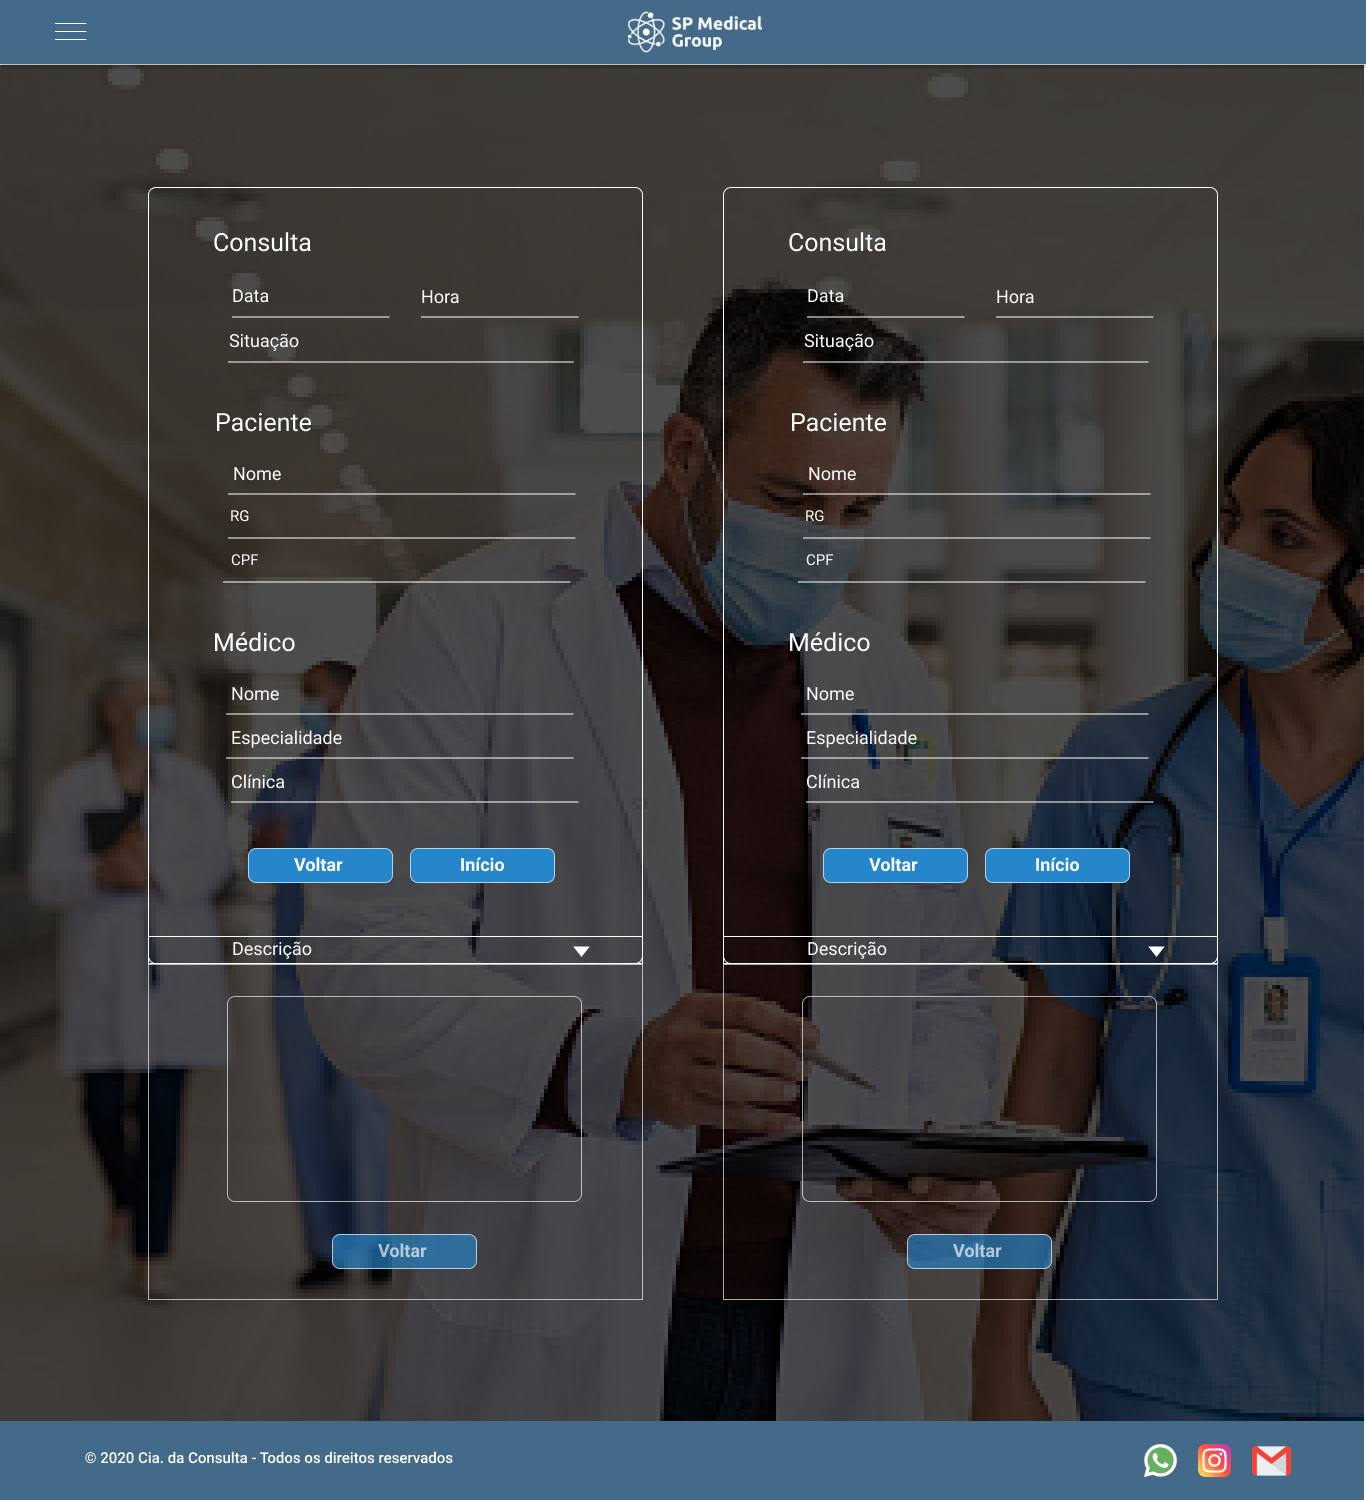 SP Medical
Group
Consulta
Data
Hora
Situação
Paciente
Nome
RG
CPF
Médico
Nome
Especialidade
Clínica
Voltar
Início
Descrição
Voltar
Consulta
Data
Hora
Situação
Paciente
Nome
RG
CPF
Médico
Nome
Especialidade
Clínica
Voltar
Início
Descrição
Voltar
© 2020 Cia. da Consulta - Todos os direitos reservados